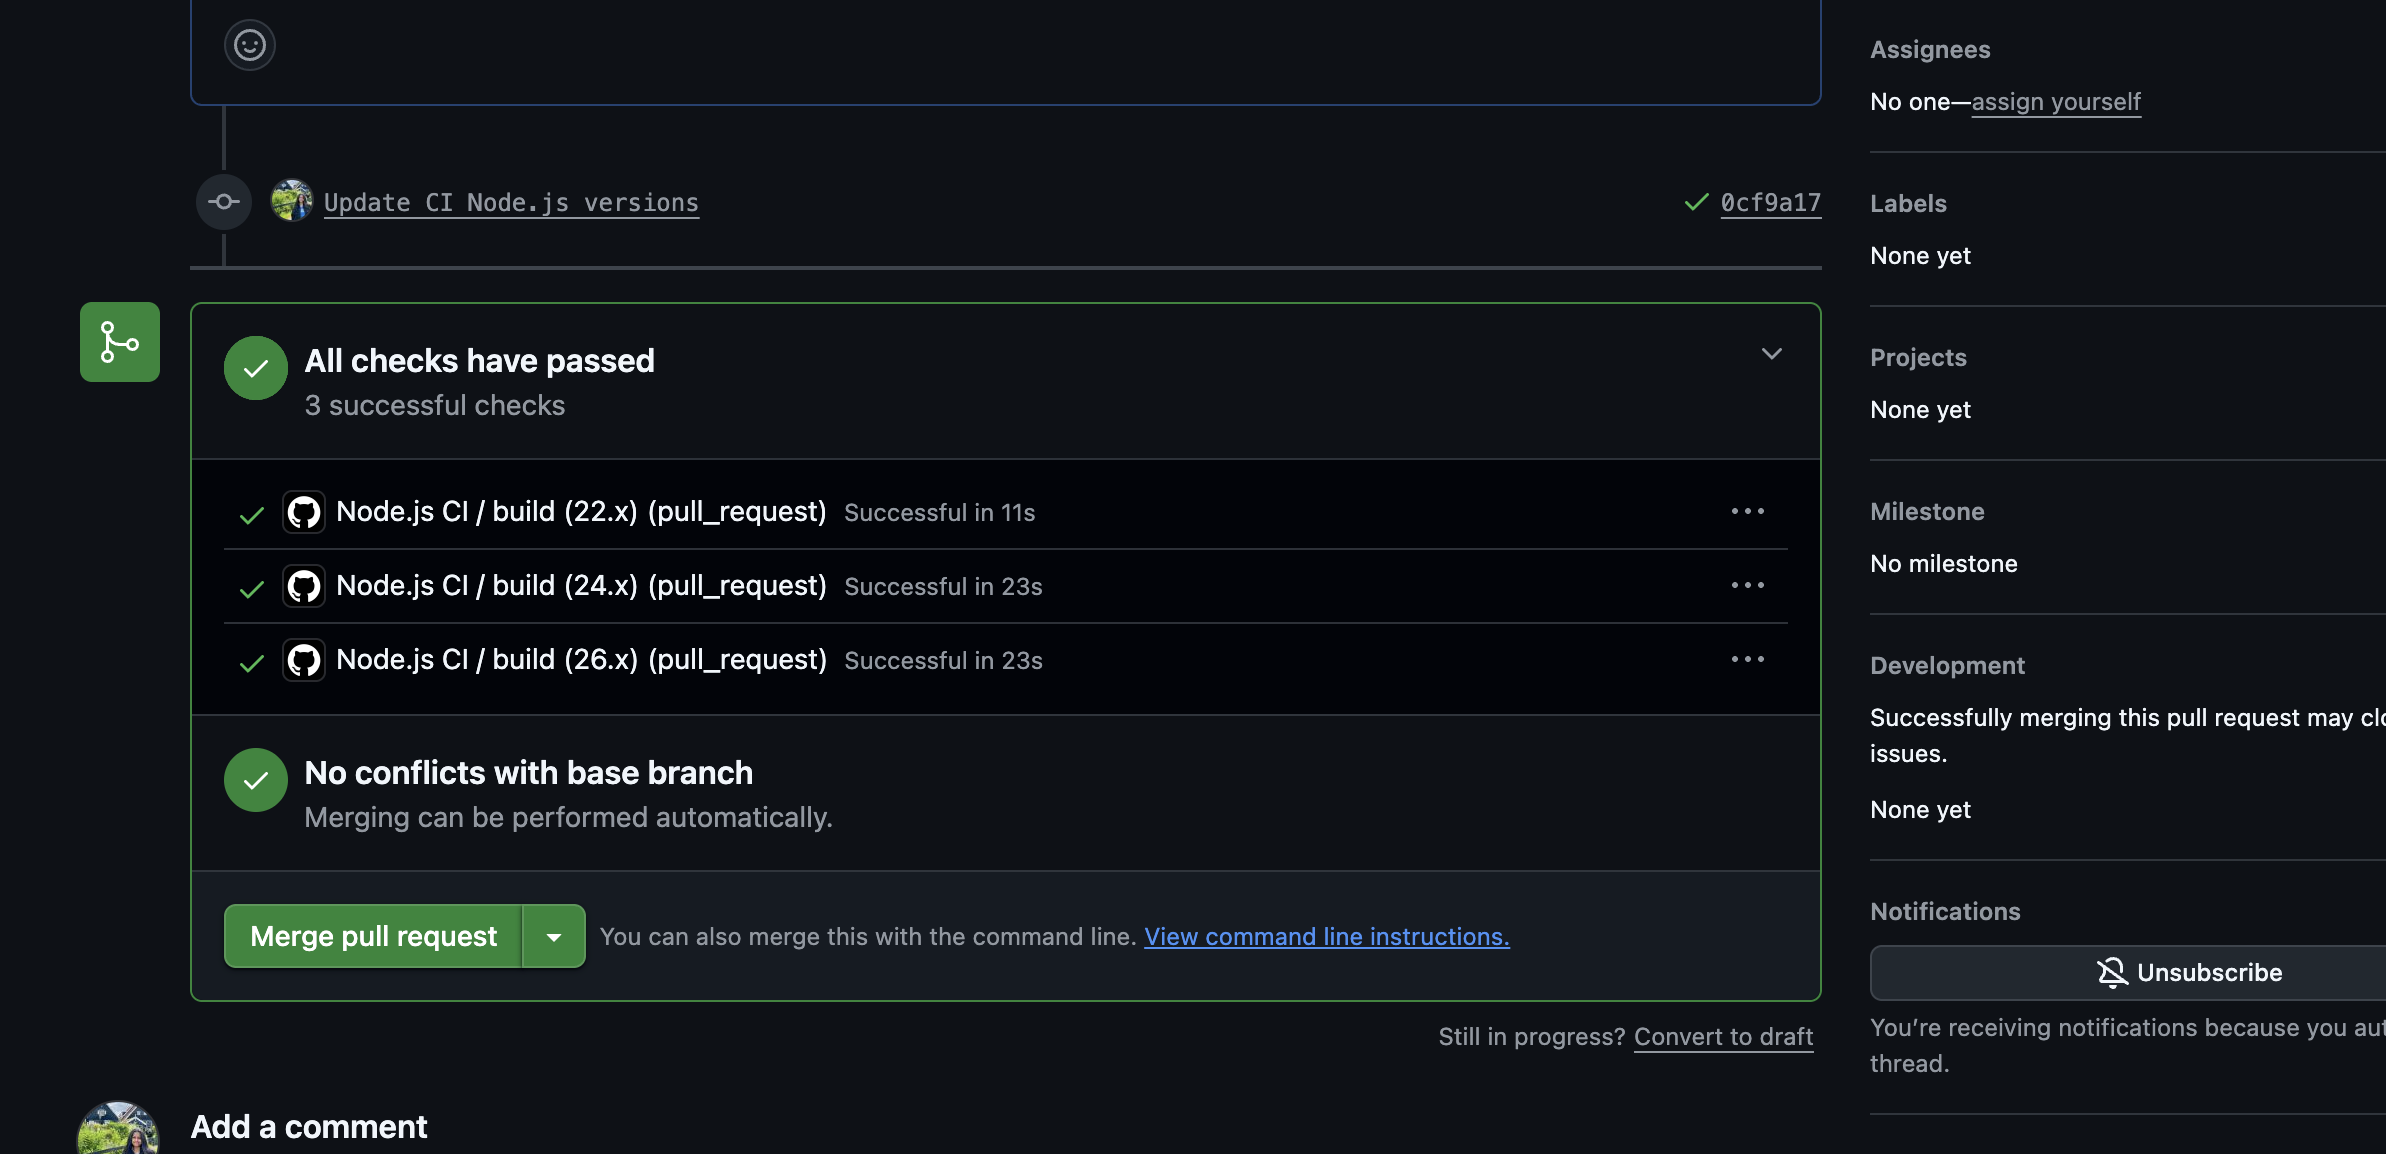 Update CI Node.js versions
0cf9a17
All checks have passed
3 successful checks
Node.js CI / build (22.x) (pull_request) Successful in 11s
Node.js CI / build (24.x) (pull_request) Successful in 23s
Node.js CI / build (26.x) (pull_request) Successful in 23s
No conflicts with base branch
Merging can be performed automatically.
Merge pull request
You can also merge this with the command line. View command line instructions.
Still in progress? Convert to draft
Add a comment
Assignees
No one—assign yourself
Labels
None yet
Projects
None yet
Milestone
No milestone
Development
Successfully merging this pull request may
issues.
None yet
Notifications
Unsubscribe
You’re receiving notifications because you
thread.